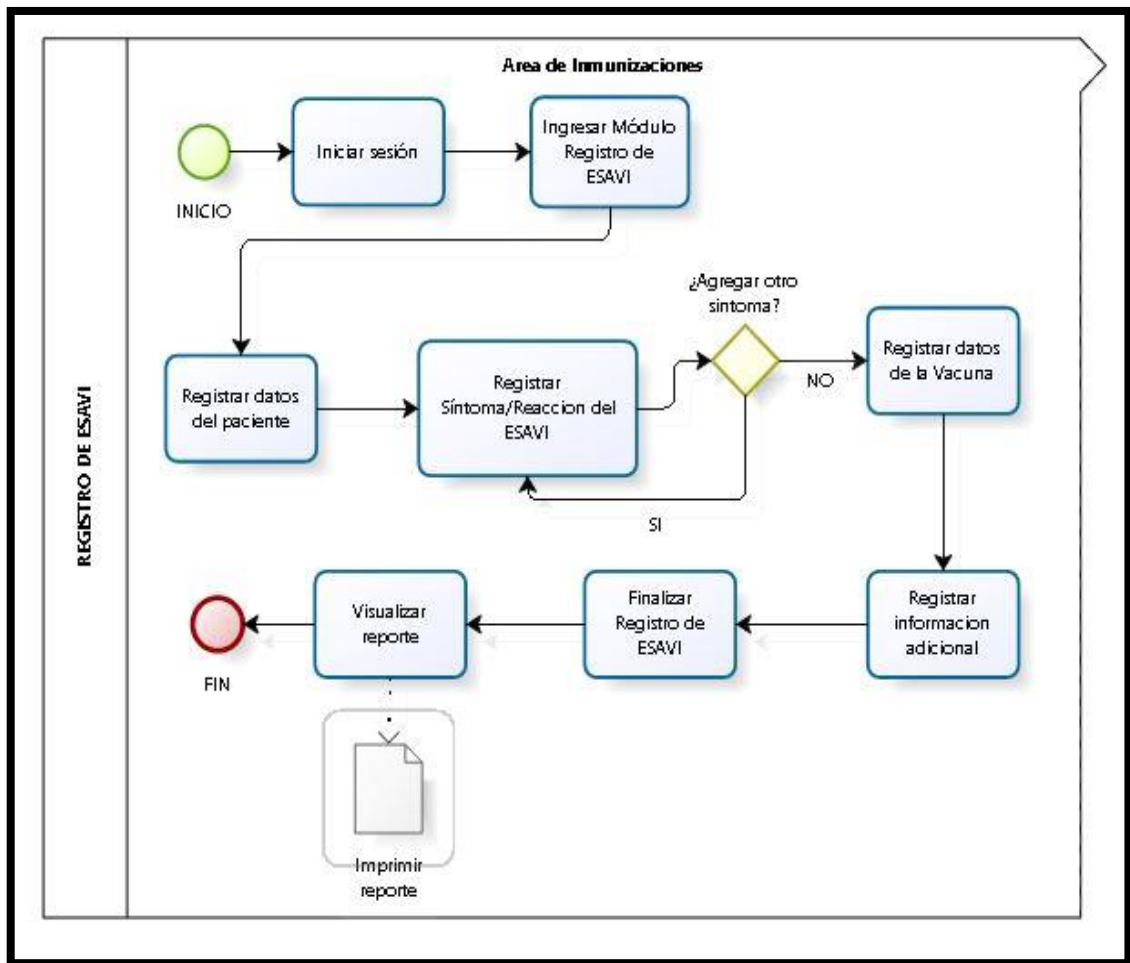 REGISTRO DE ESAVI
Area de Inmunizaciones
INICIO
Iniciar sesión
Ingresar Módulo
Registro de
ESAVI
Registrar datos
del paciente
Registrar
Síntoma/Reaccion del
ESAVI
¿Agregar otro
sintoma?
SI
NO
Registrar datos
de la Vacuna
Registrar
informacion
adicional
Finalizar
Registro de
ESAVI
Visualizar
reporte
Imprimir
reporte
FIN